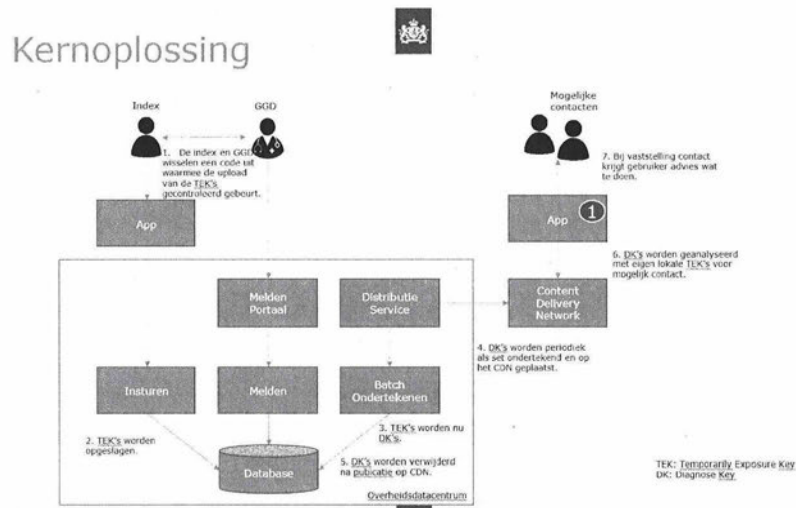 Kernoplossing
Index
GGD
1. De index en GGD
wisselen een code uit
waarmee de upload
van de TEK's
gecontroleerd gebeurt.
App
Mogelijke
contacten
7. Bij vaststelling contact
krijgt gebruiker advies wat
te doen.
App
1
6. DK's worden geanalyseerd
met eigen lokale TEK's voor
mogelijk contact.
Melden
Portaal
Distributie
Service
Content
Delivery
Network
4. DK's worden periodiek
als set ondertekend en op
het CDN geplaatst.
Insturen
Melden
Batch
Ondertekenen
2. TEK's worden
opgeslagen.
3. TEK's worden nu
DK's.
Database
5. DK's worden verwijderd
na pubicatie op CDN.
Overheidsdatacentrum
TEK: Temporarily Exposure Key
DK: Diagnose Key